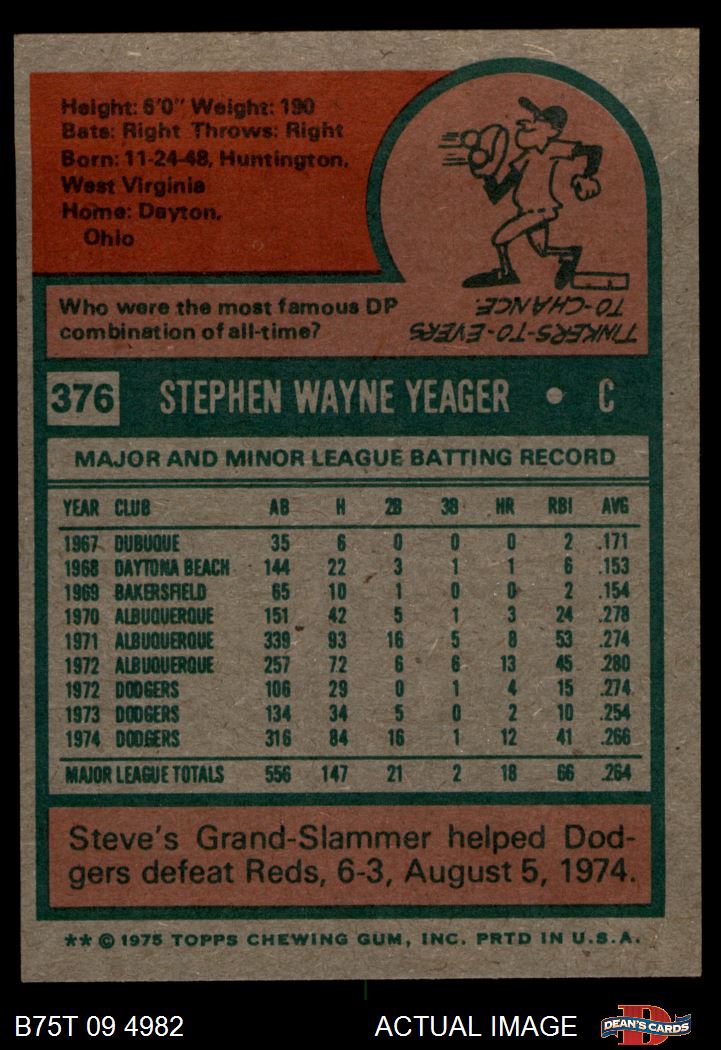 Height: 6'0" Weight: 190
Bats: Right Throws: Right
Born: 11-24-48, Huntington,
West Virginia
Home: Dayton,
Ohio
Who were the most famous DP
combination of all-time?
TINKERS-TO-EVERS
TO-CHANCE.
376 STEPHEN WAYNE YEAGER • C
MAJOR AND MINOR LEAGUE BATTING RECORD
YEAR CLUB AB H 2B 3B HR RBI AVG
1967 DUBUQUE 35 6 0 0 0 2 .171
1968 DAYTONA BEACH 144 22 3 1 1 6 .153
1969 BAKERSFIELD 65 10 1 0 0 2 .154
1970 ALBUQUERQUE 151 42 5 1 3 24 .278
1971 ALBUQUERQUE 339 93 16 5 8 53 .274
1972 ALBUQUERQUE 257 72 6 6 13 45 .280
1972 DODGERS 106 29 0 1 4 15 .274
1973 DODGERS 134 34 5 0 2 10 .254
1974 DODGERS 316 84 16 1 12 41 .266
MAJOR LEAGUE TOTALS 556 147 21 2 18 66 .264
Steve's Grand-Slammer helped Dod-
gers defeat Reds, 6-3, August 5, 1974.
** © 1975 TOPPS CHEWING GUM, INC. PRTD IN U.S.A.
B75T 09 4982 ACTUAL IMAGE D DEAN'S CARDS